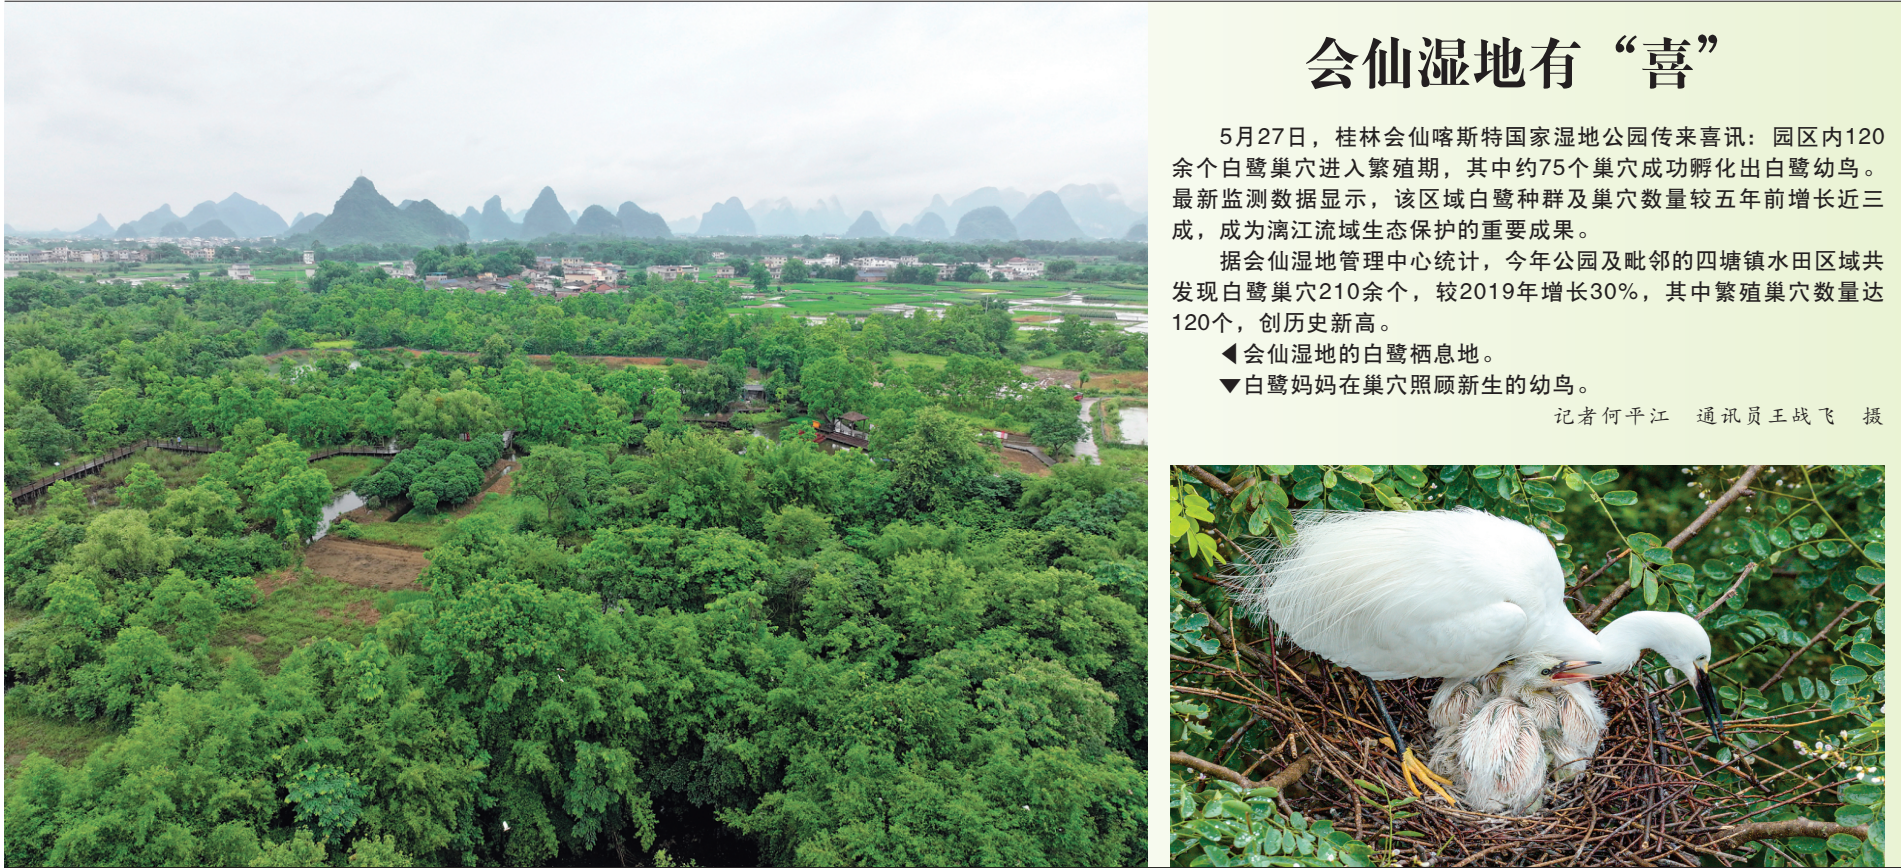 会仙湿地有“喜”
5月27日，桂林会仙喀斯特国家湿地公园传来喜讯：园区内120
余个白鹭巢穴进入繁殖期，其中约75个巢穴成功孵化出白鹭幼鸟。
最新监测数据显示，该区域白鹭种群及巢穴数量较五年前增长近三
成，成为漓江流域生态保护的重要成果。
据会仙湿地管理中心统计，今年公园及毗邻的四塘镇水田区域共
发现白鹭巢穴210余个，较2019年增长30%，其中繁殖巢穴数量达
120个，创历史新高。
◀会仙湿地的白鹭栖息地。
▼白鹭妈妈在巢穴照顾新生的幼鸟。
记者何平江　通讯员王战飞　摄